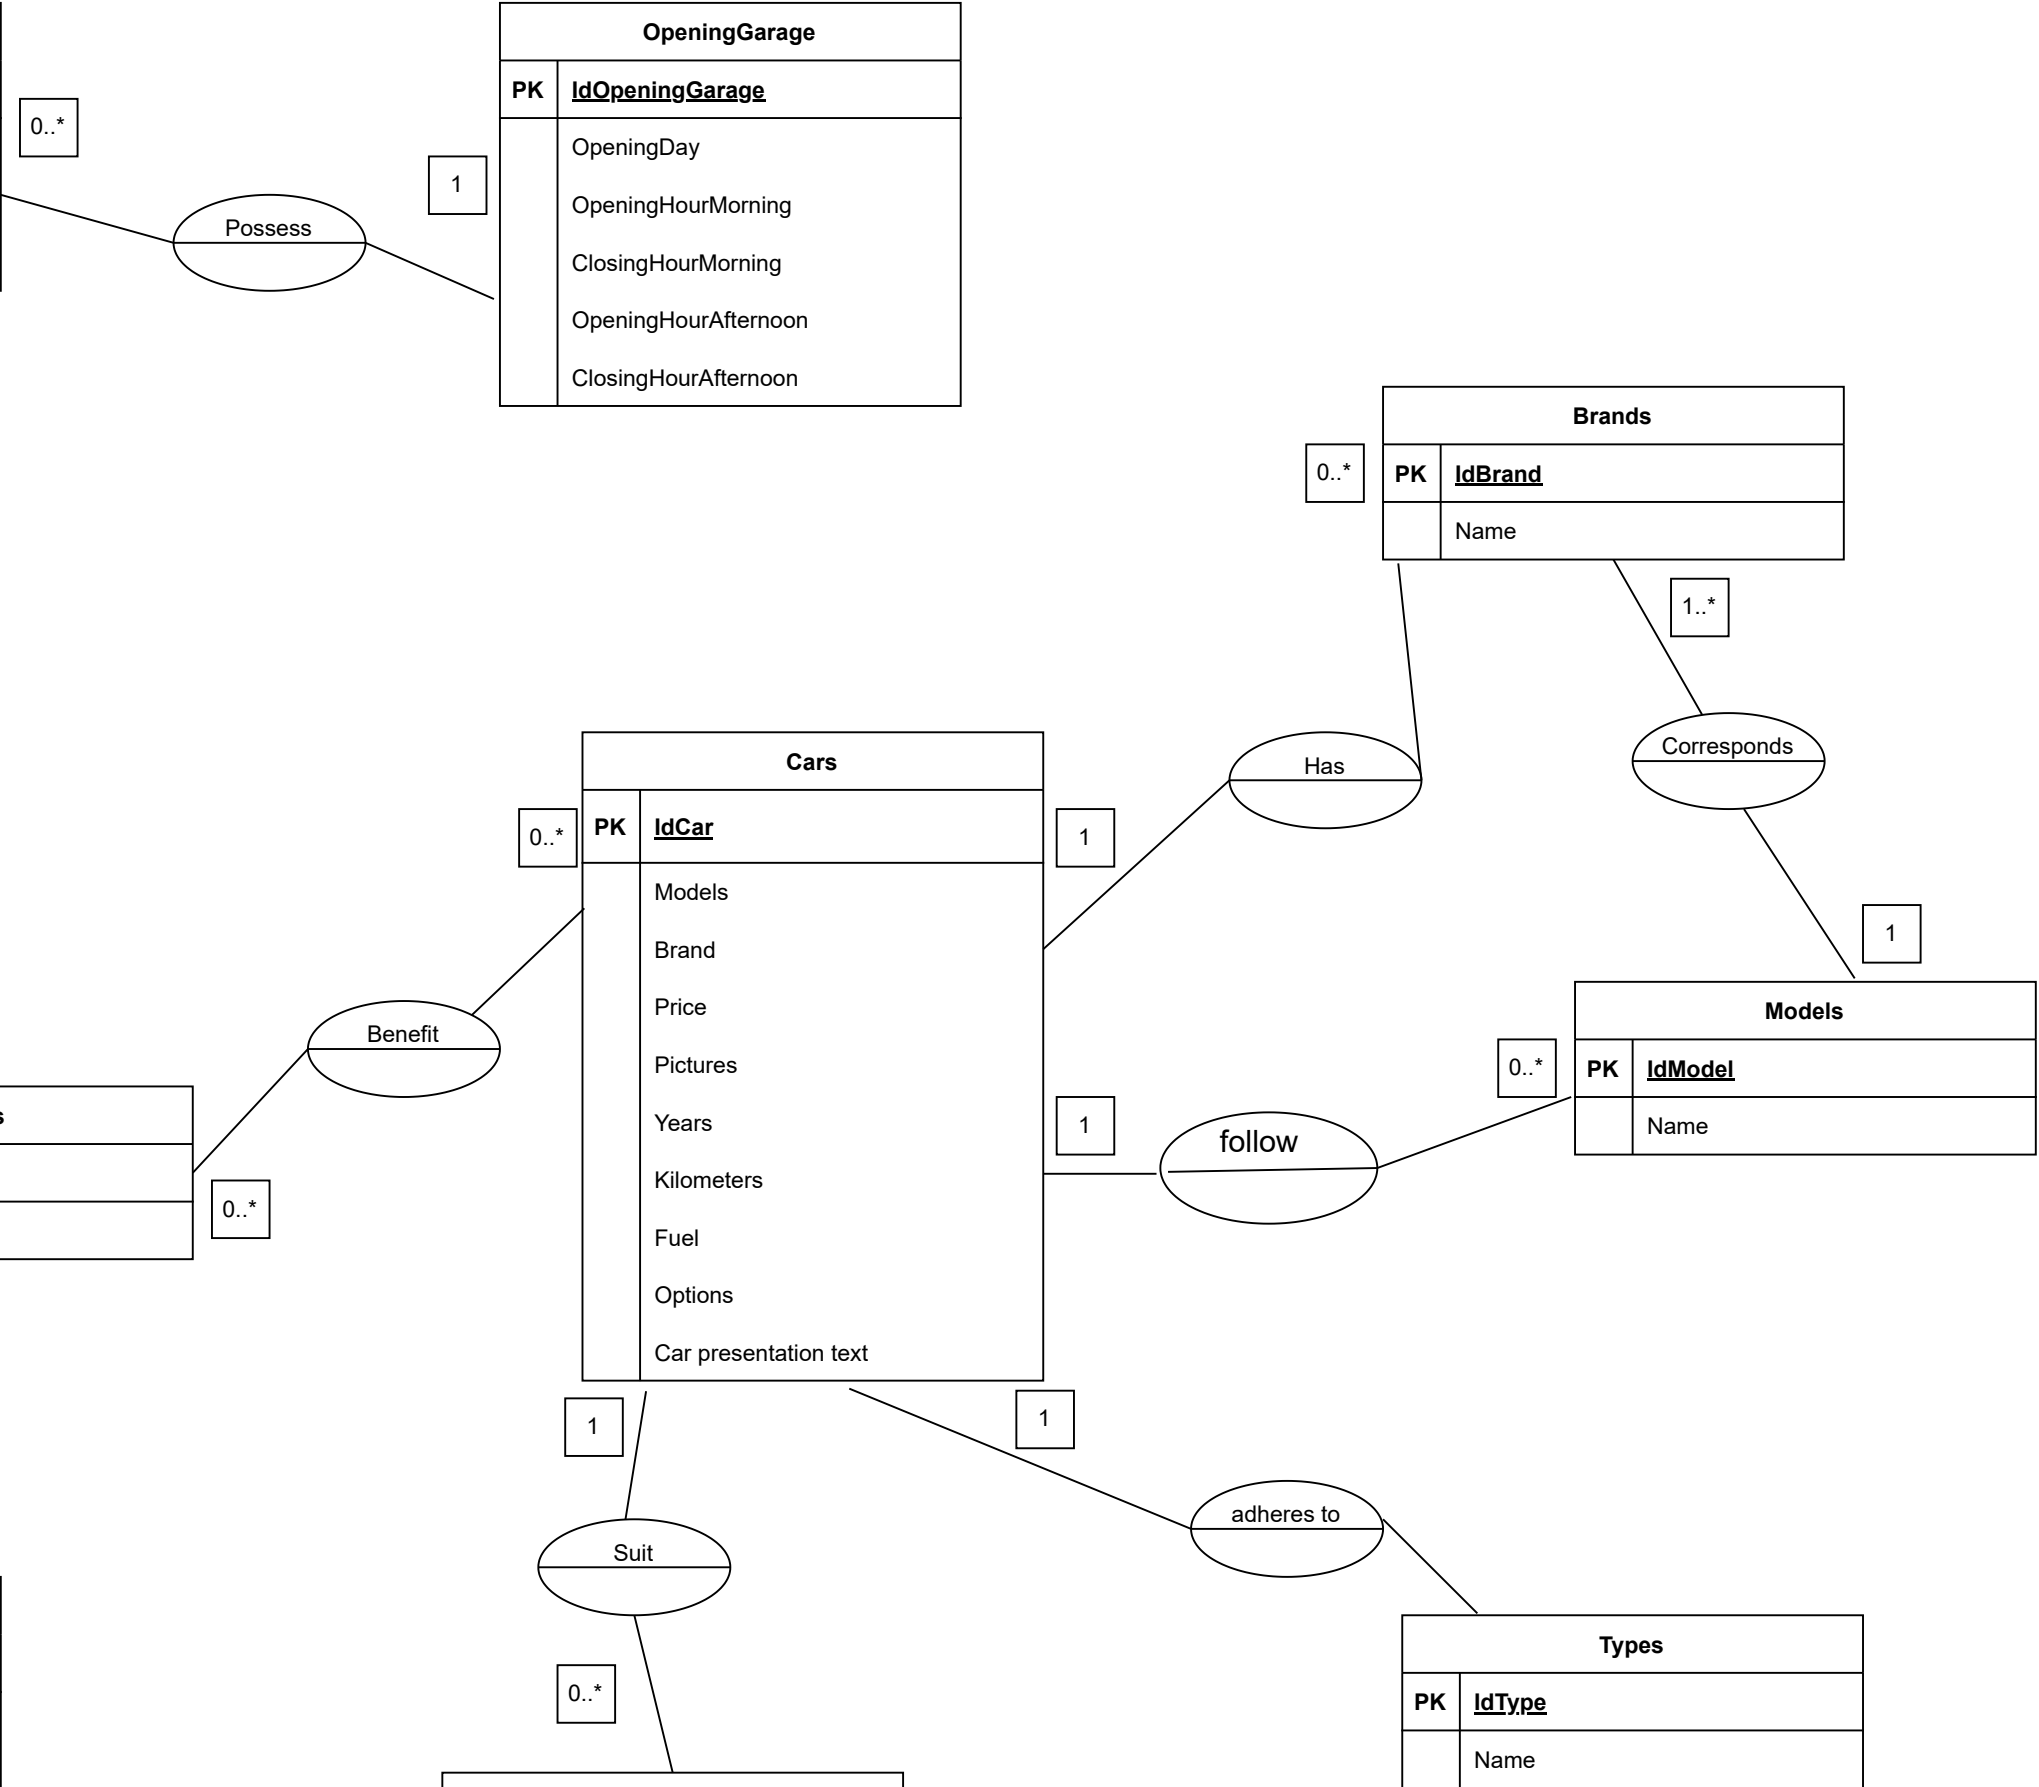 OpeningGarage
PK IdOpeningGarage
OpeningDay
OpeningHourMorning
ClosingHourMorning
OpeningHourAfternoon
ClosingHourAfternoon
0..*
Possess
1
Brands
PK IdBrand
Name
0..*
1..*
Has
Corresponds
1
Cars
PK IdCar
Models
Brand
Price
Pictures
Years
Kilometers
Fuel
Options
Car presentation text
0..*
1
Benefit
0..*
s
Models
PK IdModel
Name
0..*
1
follow
1
1
Suit
adheres to
0..*
Types
PK IdType
Name